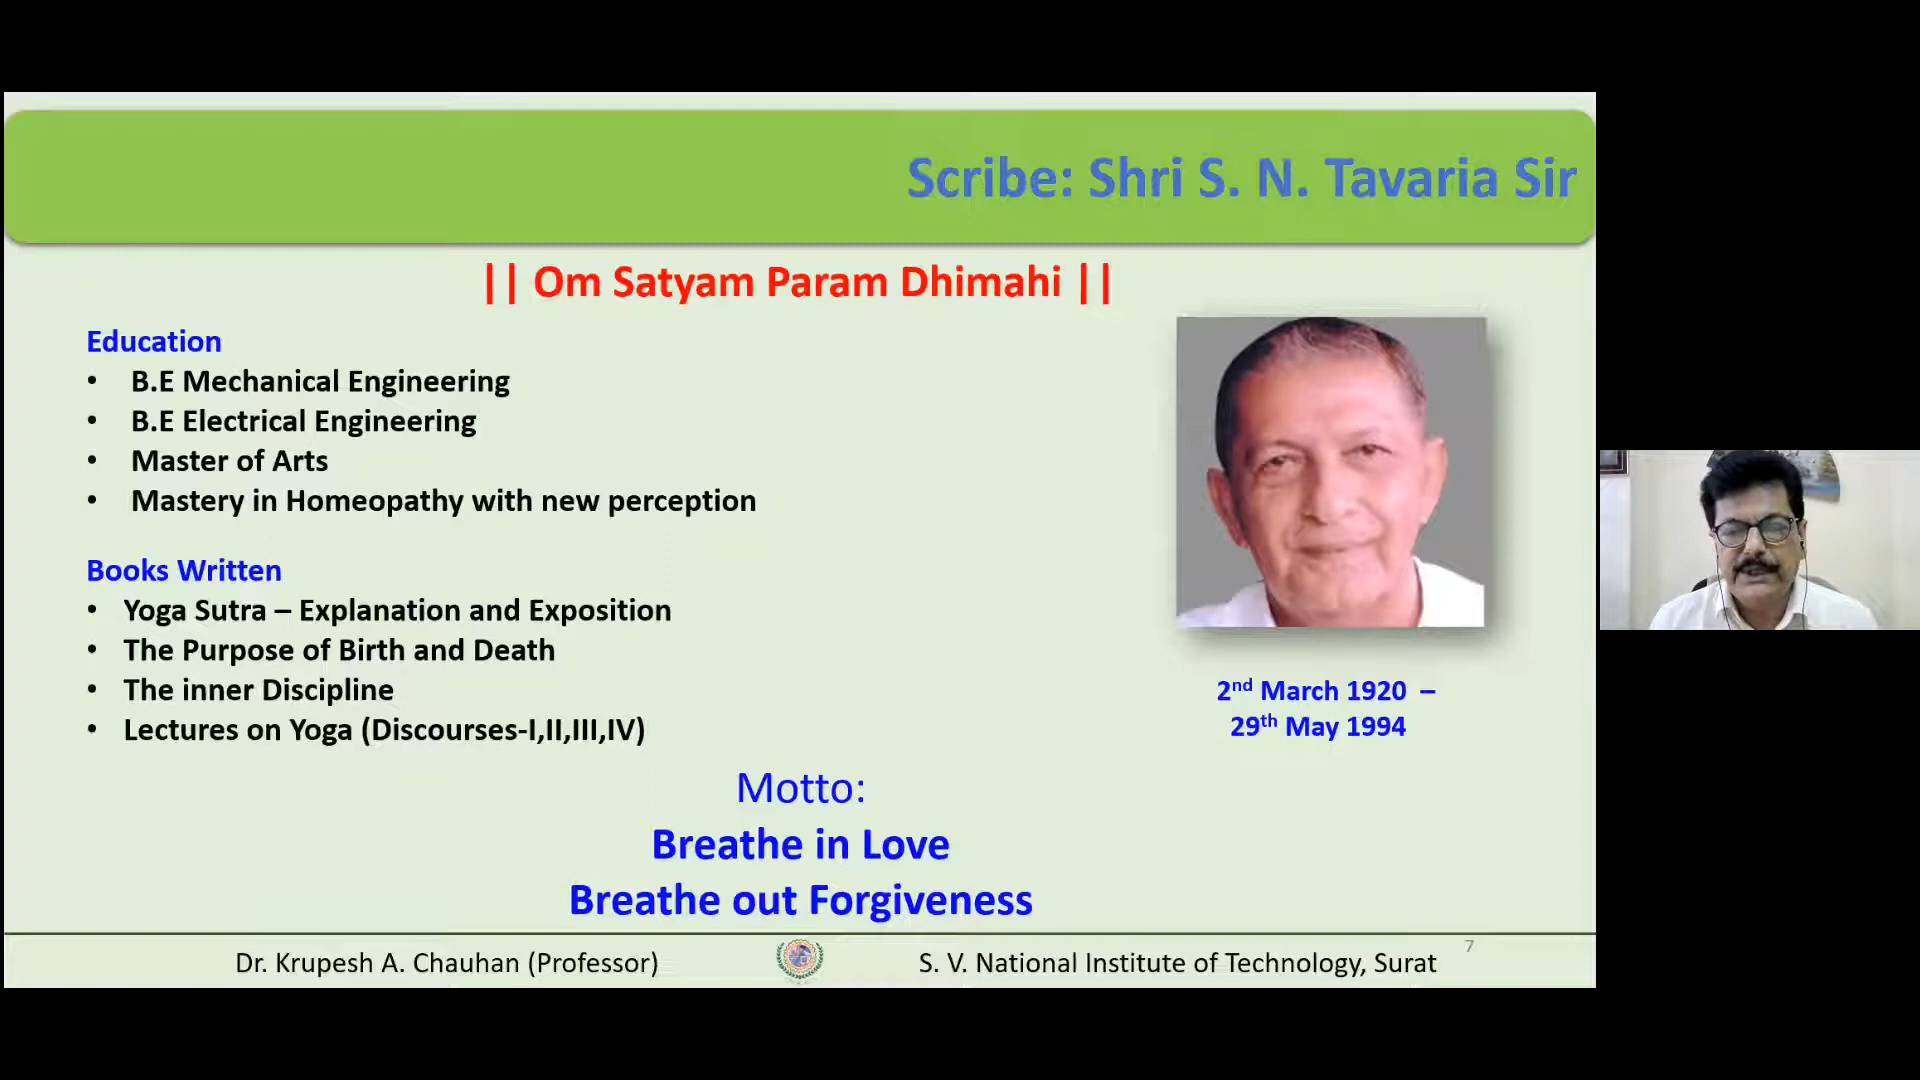 Scribe: Shri S. N. Tavaria Sir
|| Om Satyam Param Dhimahi ||
Education
• B.E Mechanical Engineering
• B.E Electrical Engineering
• Master of Arts
• Mastery in Homeopathy with new perception
Books Written
• Yoga Sutra – Explanation and Exposition
• The Purpose of Birth and Death
• The inner Discipline
• Lectures on Yoga (Discourses-I,II,III,IV)
2nd March 1920 –
29th May 1994
Motto:
Breathe in Love
Breathe out Forgiveness
Dr. Krupesh A. Chauhan (Professor)
S. V. National Institute of Technology, Surat
7